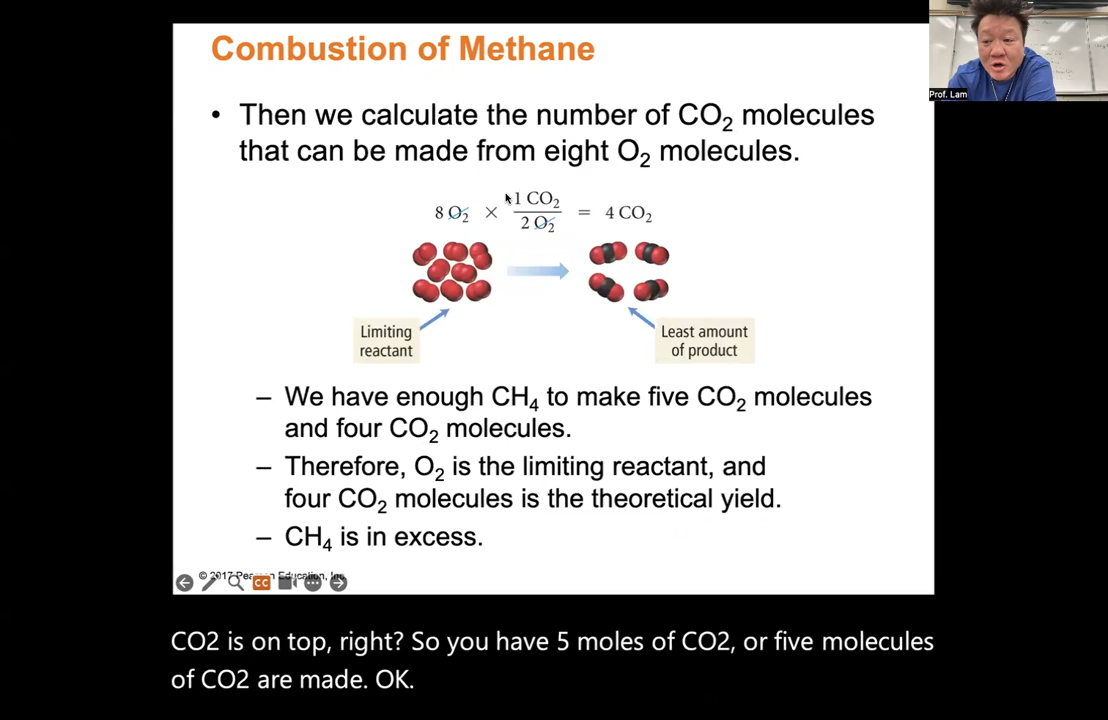 Combustion of Methane
Prof. Lam
• Then we calculate the number of CO₂ molecules
that can be made from eight O₂ molecules.
8 O₂ × 1 CO₂ / 2 O₂ = 4 CO₂
Limiting
reactant
Least amount
of product
– We have enough CH₄ to make five CO₂ molecules
and four CO₂ molecules.
– Therefore, O₂ is the limiting reactant, and
four CO₂ molecules is the theoretical yield.
– CH₄ is in excess.
© 2017 Pearson Education, Inc.
CC
CO2 is on top, right? So you have 5 moles of CO2, or five molecules
of CO2 are made. OK.